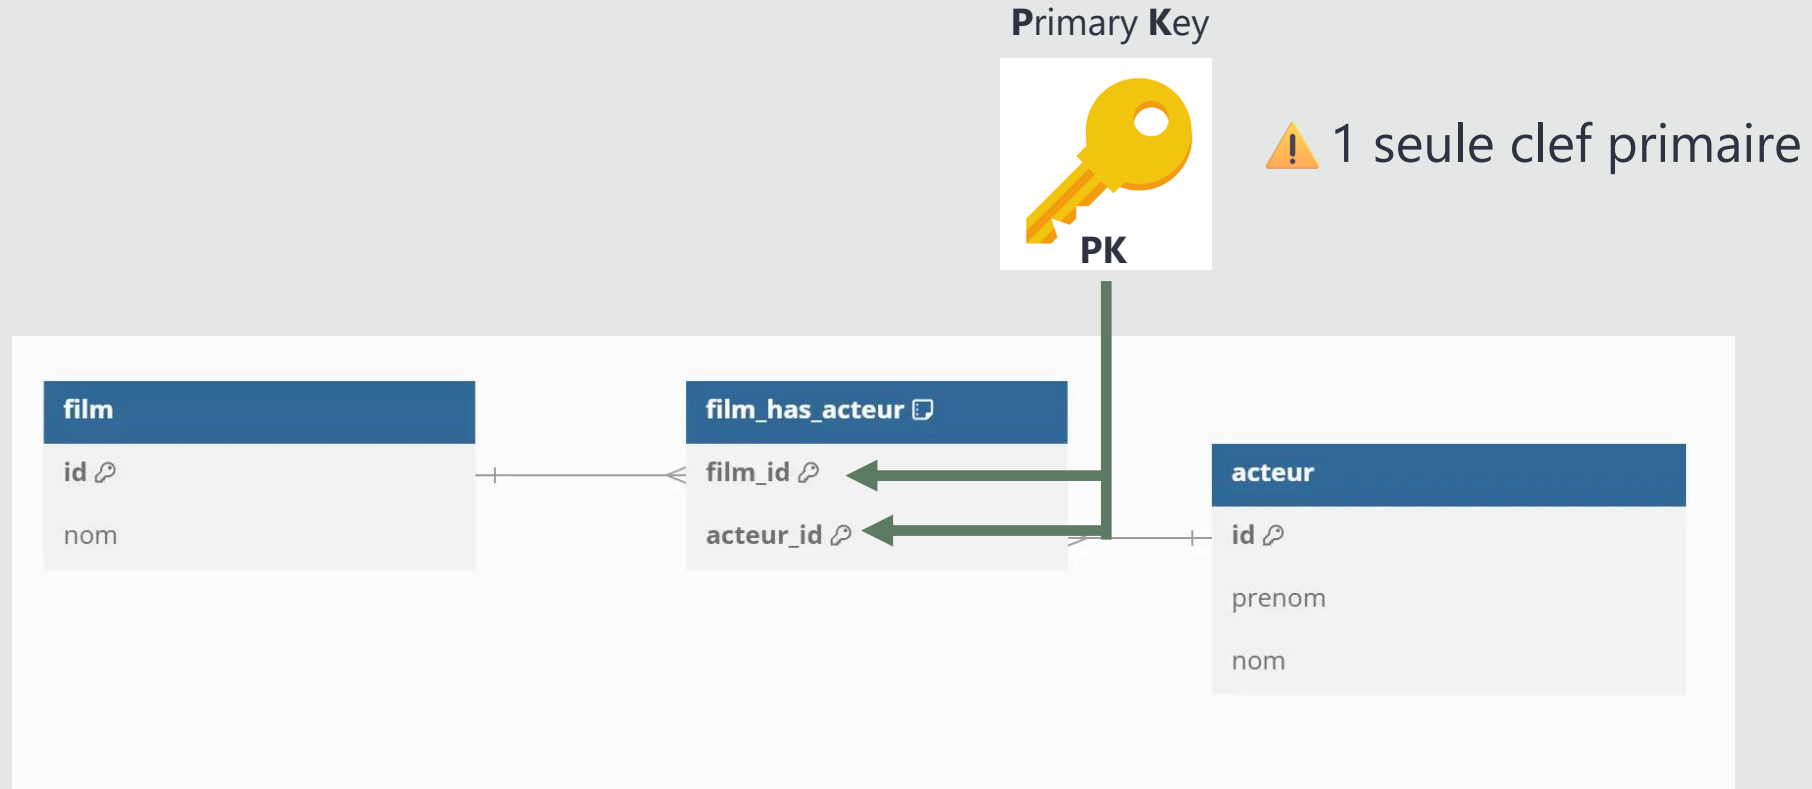 Primary Key
PK
⚠ 1 seule clef primaire
film
id
nom
film_has_acteur
film_id
acteur_id
acteur
id
prenom
nom